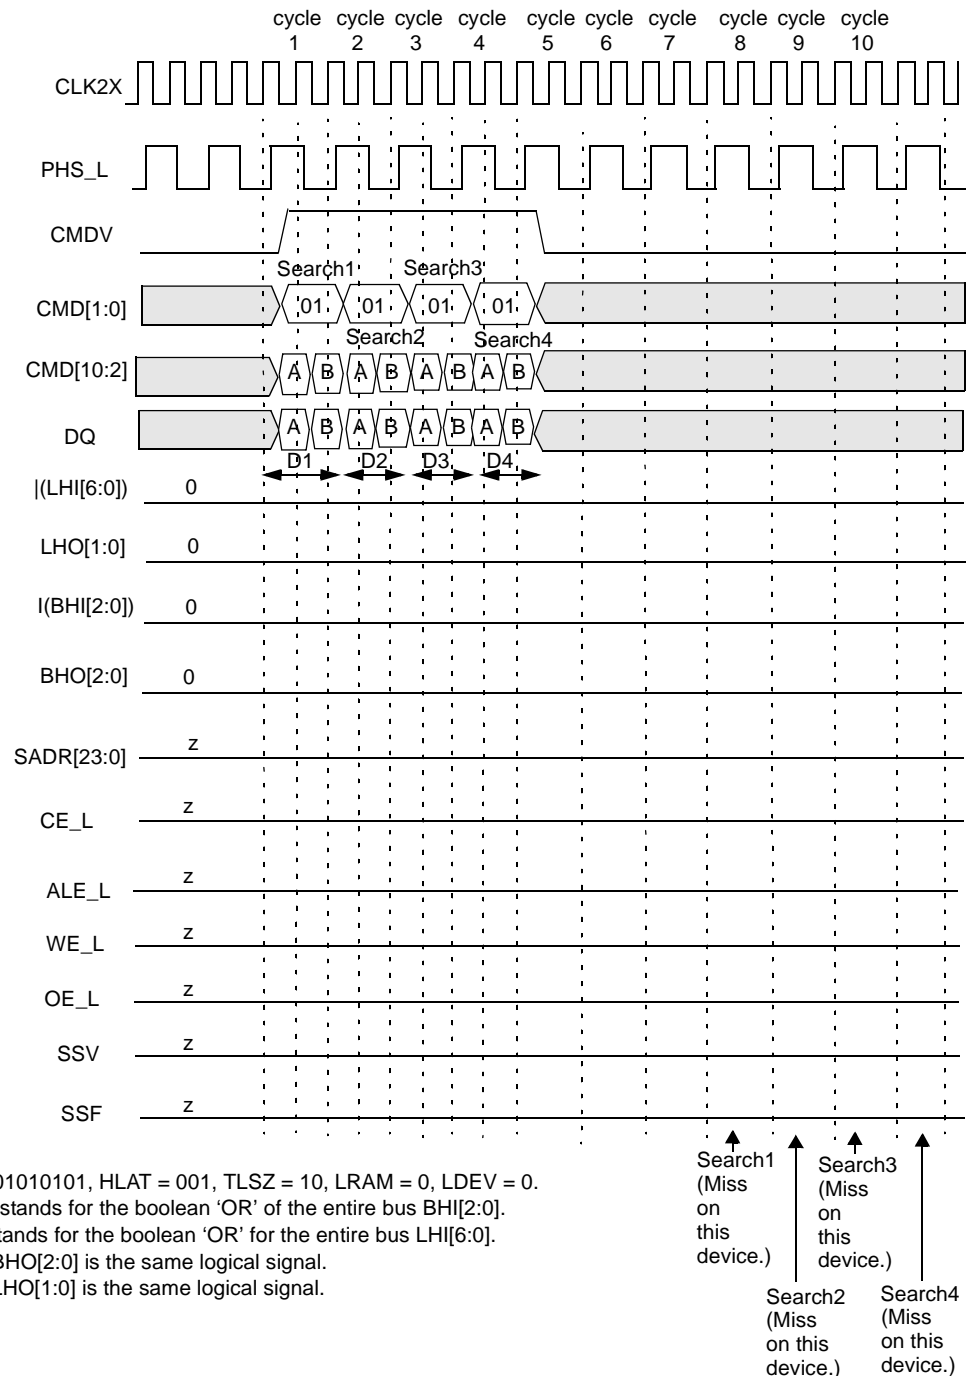 cycle cycle cycle cycle cycle cycle cycle cycle cycle cycle
1 2 3 4 5 6 7 8 9 10
CLK2X
PHS_L
CMDV
Search1 Search3
CMD[1:0] 01 01 01 01
Search2 Search4
CMD[10:2] A B A B A B A B
DQ A B A B A B A B
D1 D2 D3 D4
|(LHI[6:0]) 0
LHO[1:0] 0
I(BHI[2:0]) 0
BHO[2:0] 0
SADR[23:0] z
CE_L z
ALE_L z
WE_L z
OE_L z
SSV z
SSF z
Search1
(Miss
on
this
device.)
Search3
(Miss
on
this
device.)
Search2
(Miss
on this
device.)
Search4
(Miss
on this
device.)
01010101, HLAT = 001, TLSZ = 10, LRAM = 0, LDEV = 0.
stands for the boolean ‘OR’ of the entire bus BHI[2:0].
tands for the boolean ‘OR’ for the entire bus LHI[6:0].
BHO[2:0] is the same logical signal.
LHO[1:0] is the same logical signal.